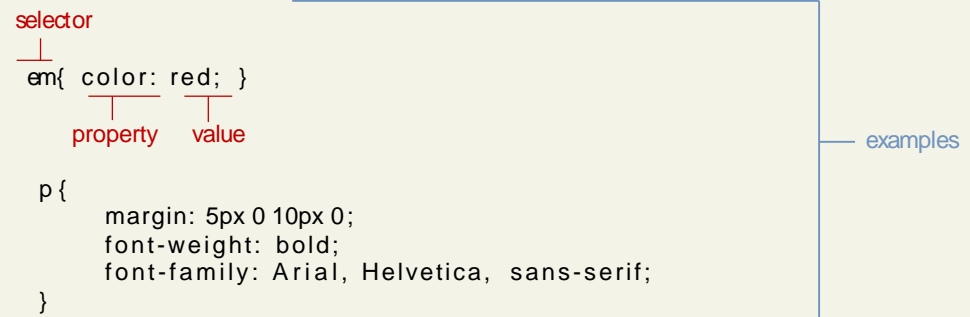 selector
em{ color: red; }
property value
examples
p {
margin: 5px 0 10px 0;
font-weight: bold;
font-family: Arial, Helvetica, sans-serif;
}